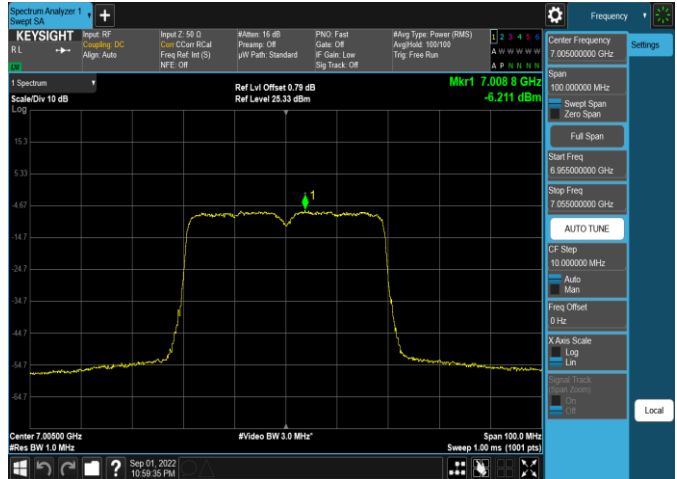 Spectrum Analyzer 1
Swept SA
Frequency
KEYSIGHT
RL
Input: RF
Coupling: DC
Align: Auto
Input Z: 50 Ω
Corr CCorr RCal
Freq Ref: Int (S)
NFE: Off
#Atten: 16 dB
Preamp: Off
µW Path: Standard
PNO: Fast
Gate: Off
IF Gain: Low
Sig Track: Off
#Avg Type: Power (RMS)
Avg|Hold: 100/100
Trig: Free Run
1 2 3 4 5 6
A W W W W W
A P N N N N
1 Spectrum
Scale/Div 10 dB
Log
Ref Lvl Offset 0.79 dB
Ref Level 25.33 dBm
Mkr1 7.008 8 GHz
-6.211 dBm
15.3
5.33
-4.67
-14.7
-24.7
-34.7
-44.7
-54.7
-64.7
1
Center 7.00500 GHz
#Res BW 1.0 MHz
#Video BW 3.0 MHz*
Span 100.0 MHz
Sweep 1.00 ms (1001 pts)
Center Frequency
7.005000000 GHz
Span
100.000000 MHz
Swept Span
Zero Span
Full Span
Start Freq
6.955000000 GHz
Stop Freq
7.055000000 GHz
AUTO TUNE
CF Step
10.000000 MHz
Auto
Man
Freq Offset
0 Hz
X Axis Scale
Log
Lin
Signal Track
(Span Zoom)
On
Off
Settings
Local
?
Sep 01, 2022
10:59:35 PM